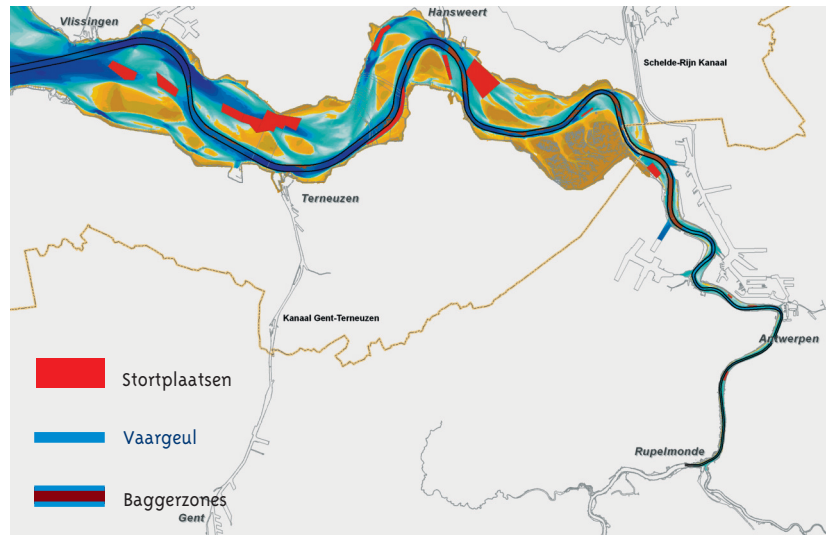 Vlissingen
Hansweert
Schelde-Rijn Kanaal
Terneuzen
Kanaal Gent-Terneuzen
Antwerpen
Stortplaatsen
Vaargeul
Rupelmonde
Baggerzones
Gent